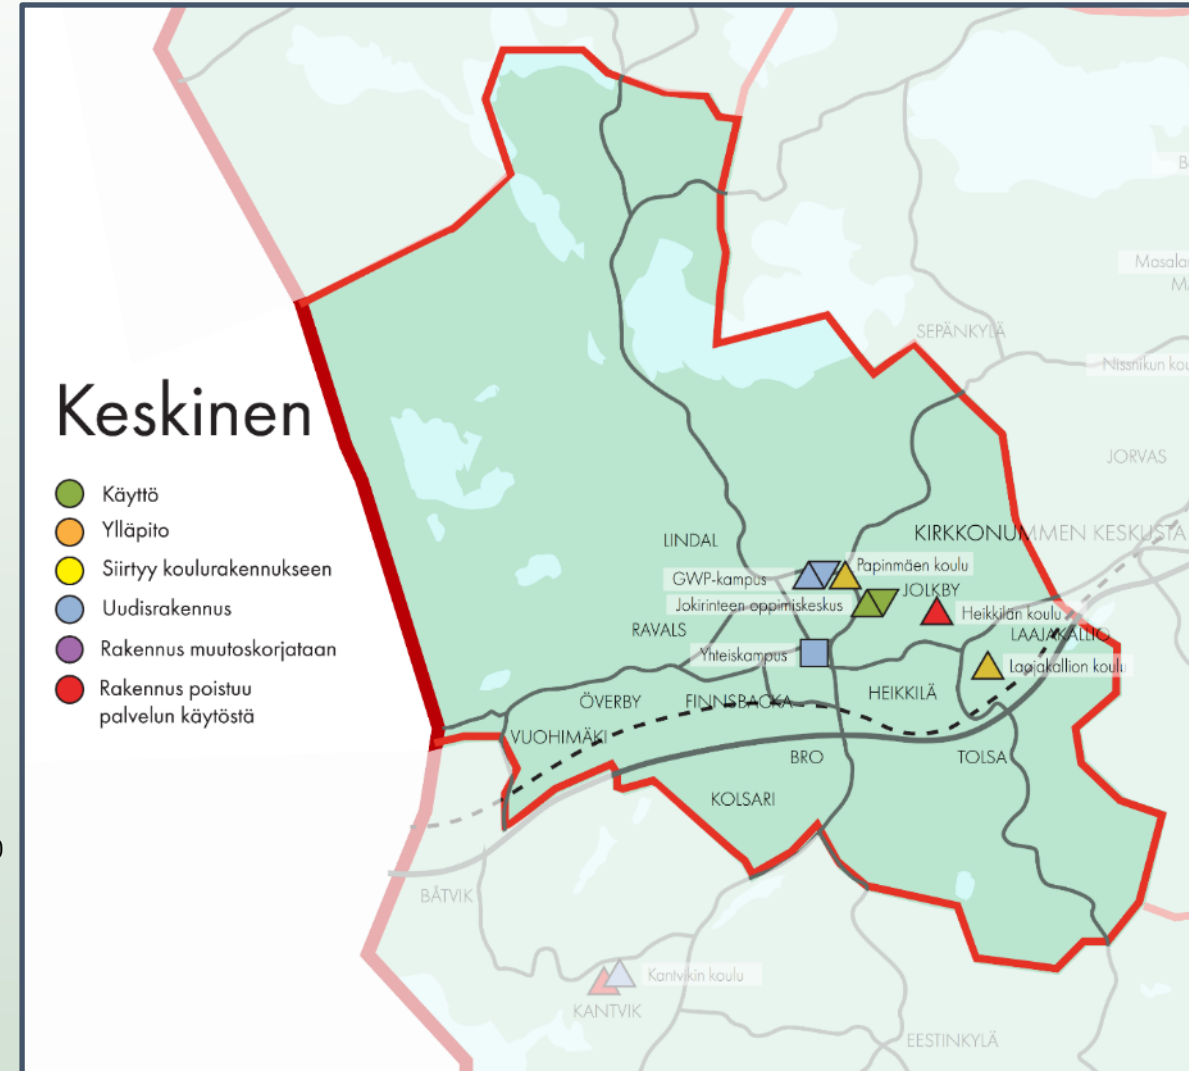 Keskinen
Käyttö
Ylläpito
Siirtyy koulurakennukseen
Uudisrakennus
Rakennus muutoskorjataan
Rakennus poistuu
palvelun käytöstä
SEPÄNKYLÄ
Nissnikun kou
JORVAS
KIRKKONUMMEN KESKUSTA
LINDAL
Papinmäen koulu
GWP-kampus
JOLKBY
Jokirinteen oppimiskeskus
Heikkilän koulu
RAVALS
LAAJAKALLIO
Yhteiskampus
Laajakallion koulu
HEIKKILÄ
ÖVERBY
FINNSBACKA
VUOHIMÄKI
BRO
TOLSA
KOLSARI
BÅTVIK
Kantvikin koulu
KANTVIK
EESTINKYLÄ